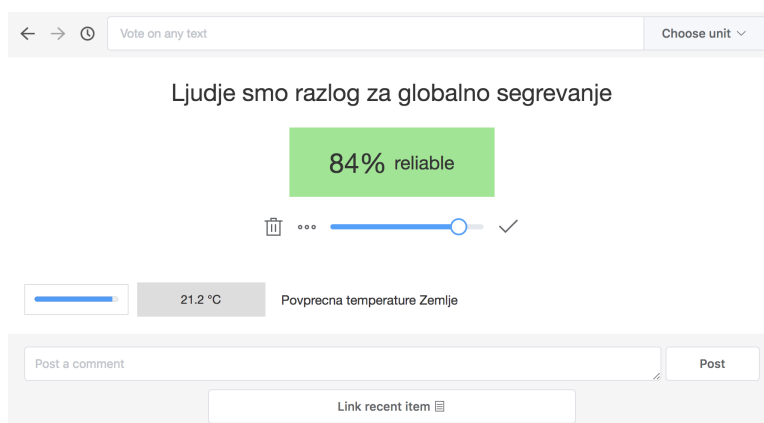 Vote on any text
Choose unit
Ljudje smo razlog za globalno segrevanje
84% reliable
21.2 °C
Povprecna temperature Zemlje
Post a comment
Post
Link recent item